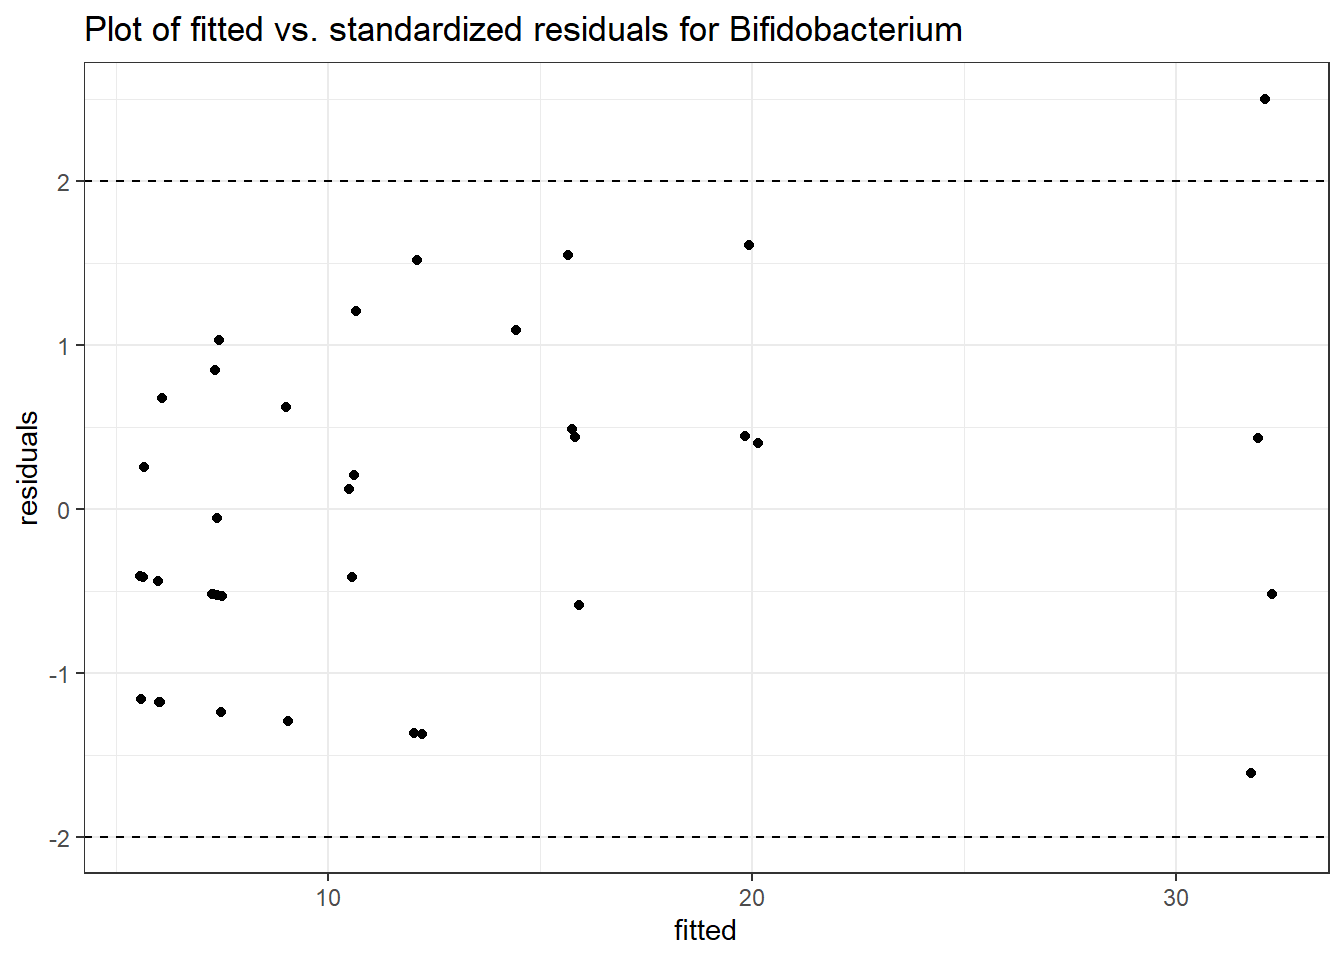 Plot of fitted vs. standardized residuals for Bifidobacterium
2
1
0
-1
-2
residuals
10 20 30
fitted